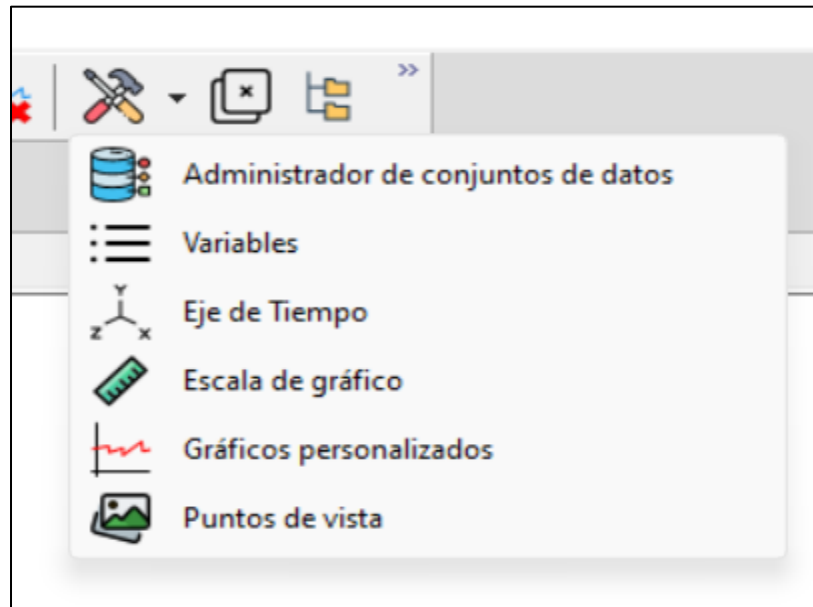 Administrador de conjuntos de datos
Variables
Y
Z X
Eje de Tiempo
Escala de gráfico
Gráficos personalizados
Puntos de vista